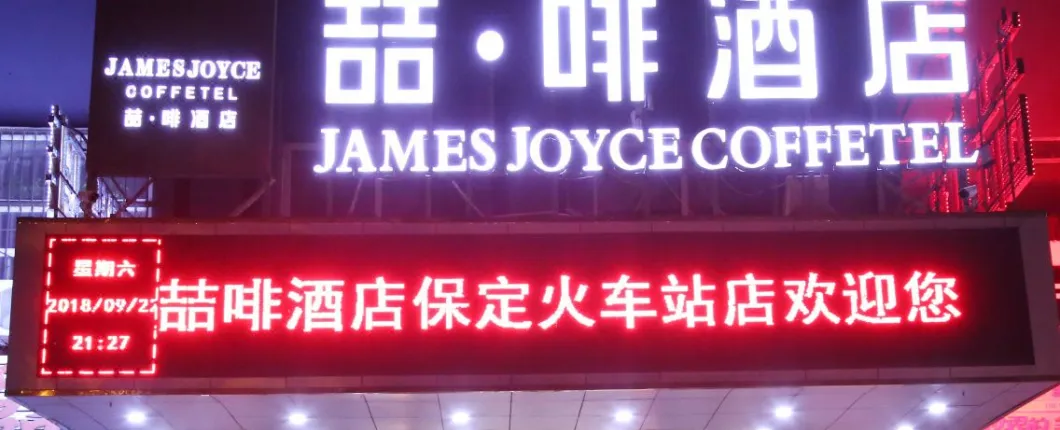 JAMES JOYCE
COFFETEL
喆·啡 酒店
喆·啡酒店
JAMES JOYCE COFFETEL
星期六
2018/09/22
21:27
喆啡酒店保定火车站店欢迎您